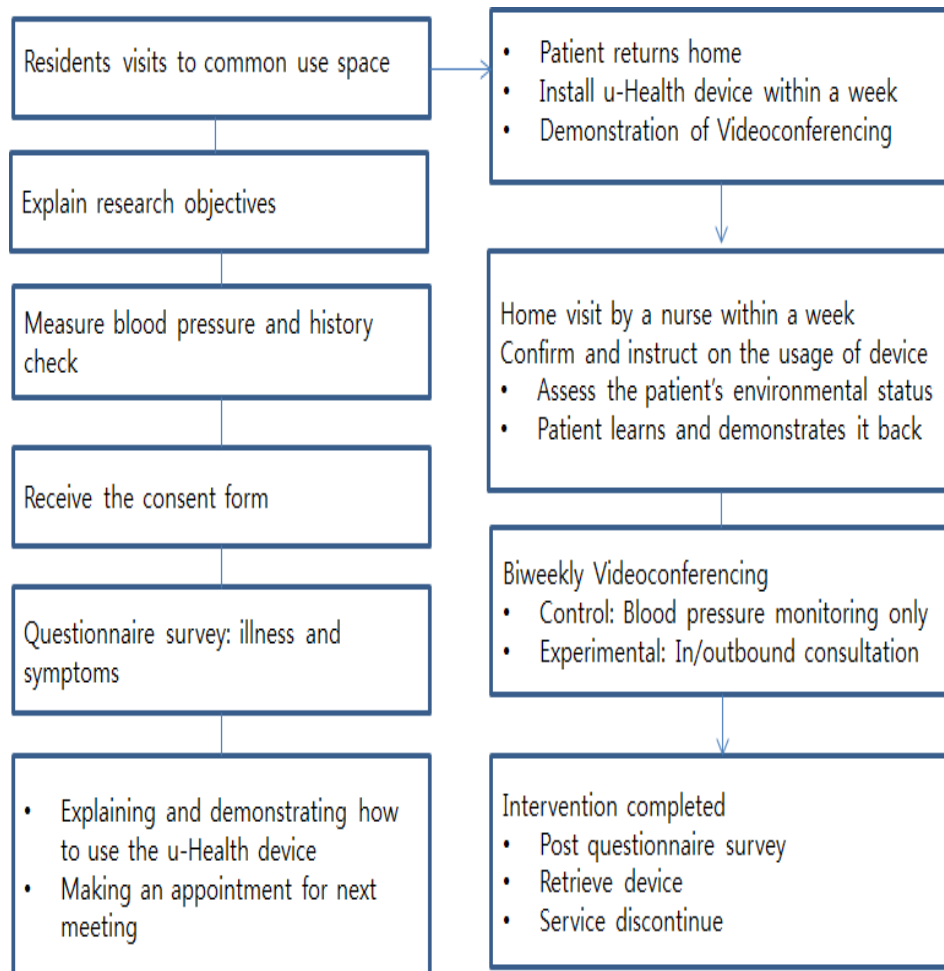 Residents visits to common use space
Explain research objectives
Measure blood pressure and history
check
Receive the consent form
Questionnaire survey: illness and
symptoms
• Explaining and demonstrating how
to use the u-Health device
• Making an appointment for next
meeting
• Patient returns home
• Install u-Health device within a week
• Demonstration of Videoconferencing
Home visit by a nurse within a week
Confirm and instruct on the usage of device
• Assess the patient's environmental status
• Patient learns and demonstrates it back
Biweekly Videoconferencing
• Control: Blood pressure monitoring only
• Experimental: In/outbound consultation
Intervention completed
• Post questionnaire survey
• Retrieve device
• Service discontinue